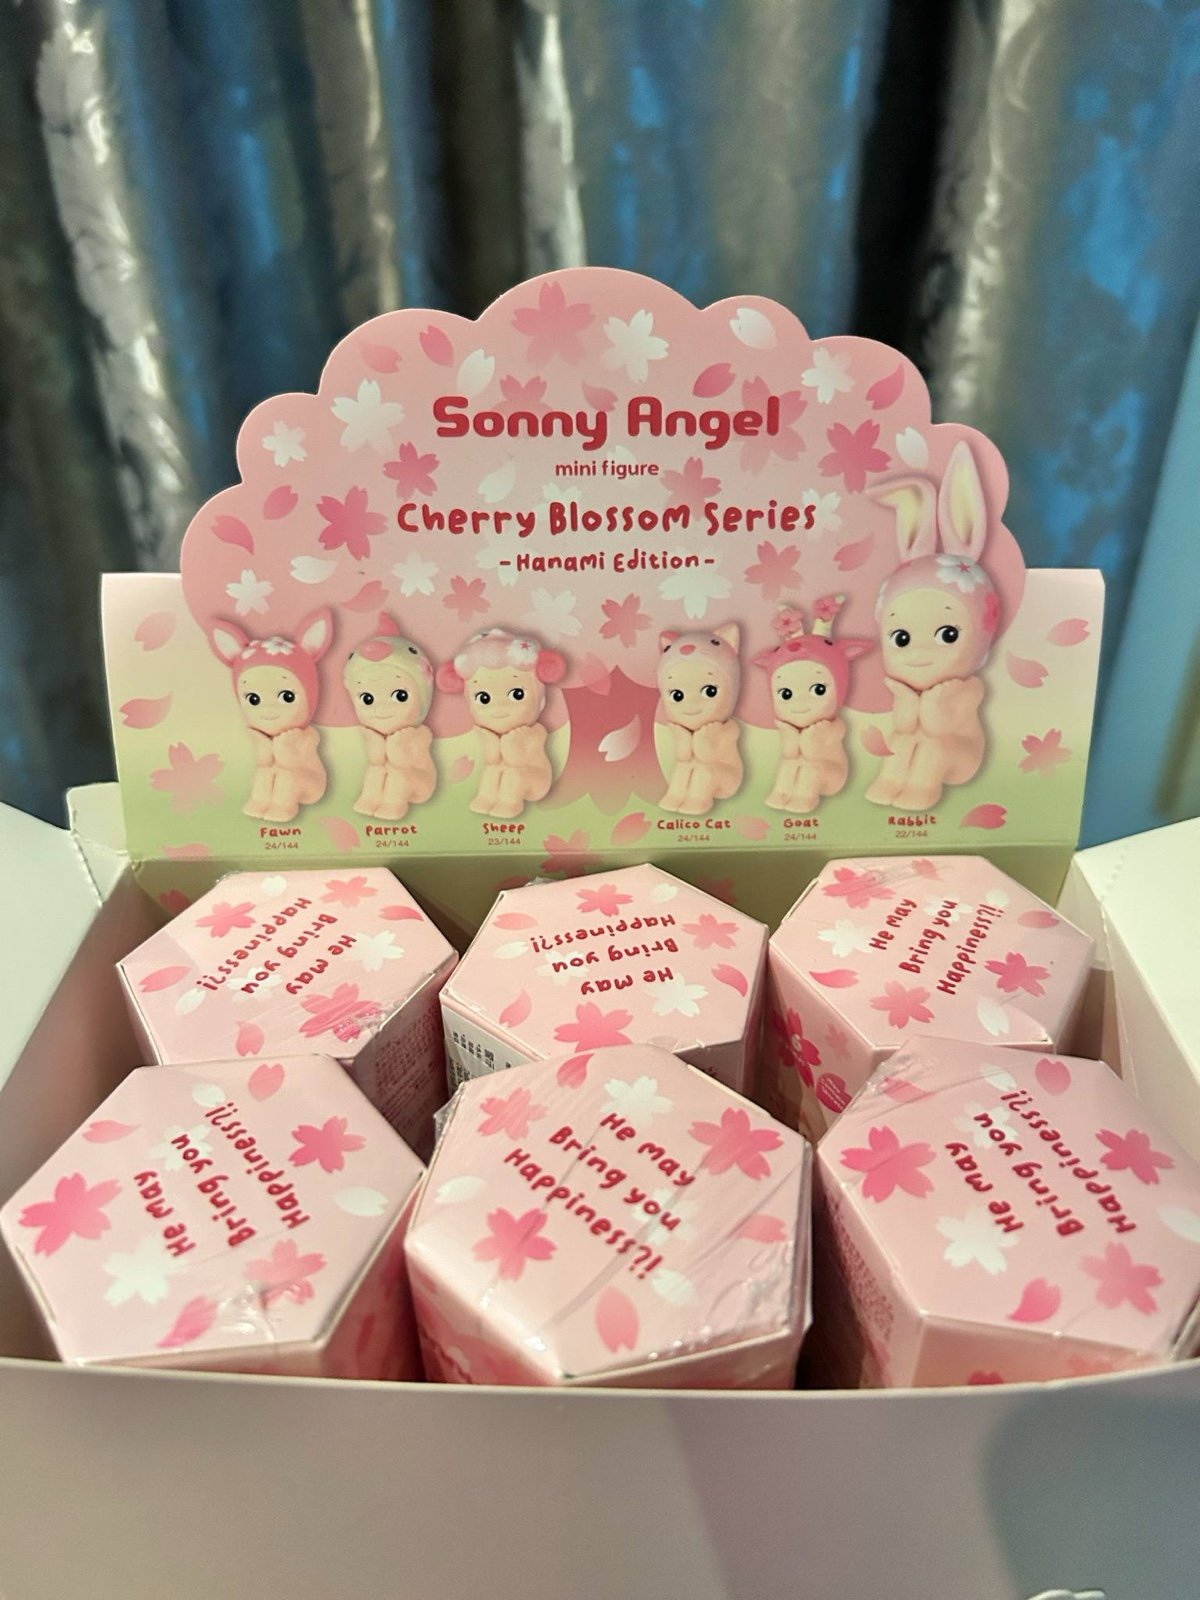 Sonny Angel
mini figure
Cherry Blossom Series
-Hanami Edition-
Fawn
24/144
Parrot
24/144
Sheep
23/144
Calico Cat
24/144
Goat
24/144
Rabbit
22/144
He may
Bring you
Happiness?!
He may
Bring you
Happiness?!
He may
Bring you
Happiness?!
He may
Bring you
Happiness?!
He may
Bring you
Happiness?!
He may
Bring you
Happiness?!